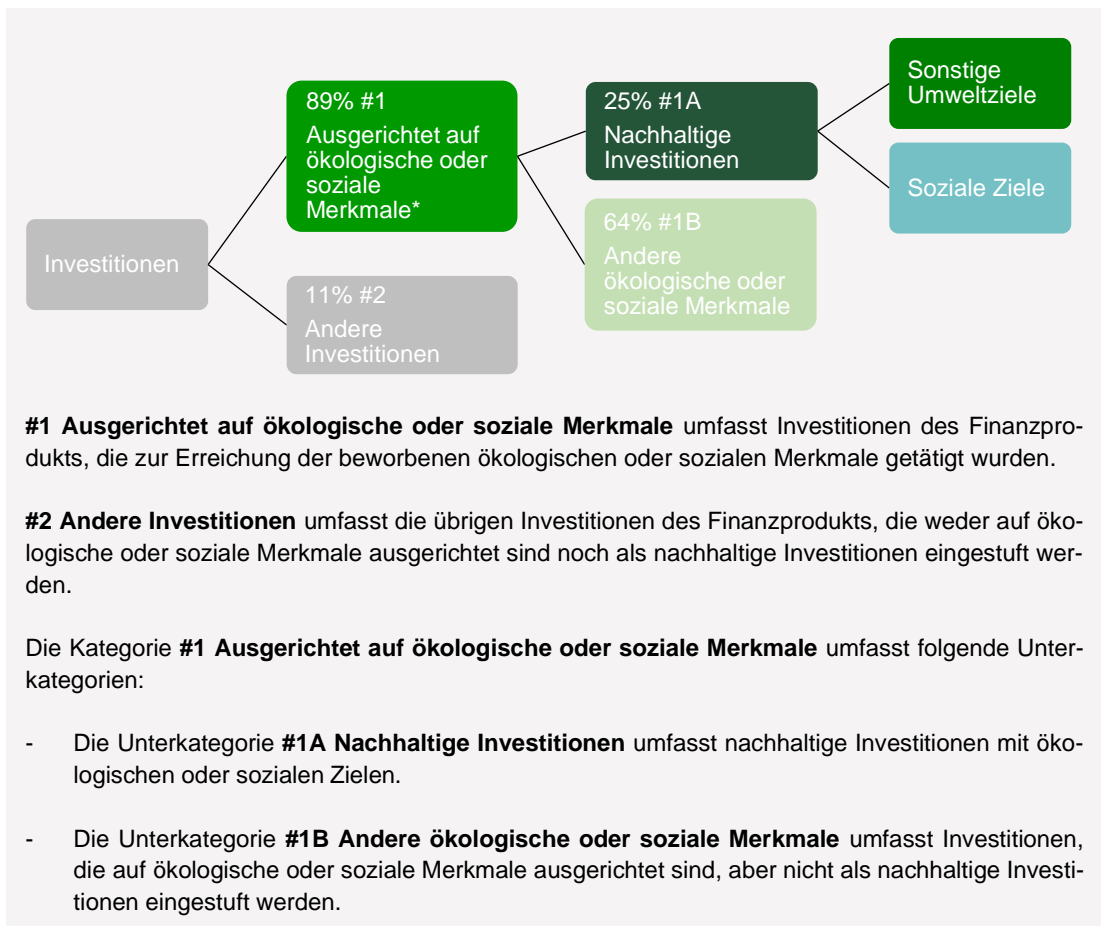 89% #1
Ausgerichtet auf
ökologische oder
soziale
Merkmale*
25% #1A
Nachhaltige
Investitionen
Sonstige
Umweltziele
Soziale Ziele
Investitionen
64% #1B
Andere
ökologische oder
soziale Merkmale
11% #2
Andere
Investitionen
#1 Ausgerichtet auf ökologische oder soziale Merkmale umfasst Investitionen des Finanzpro-
dukts, die zur Erreichung der beworbenen ökologischen oder sozialen Merkmale getätigt wurden.
#2 Andere Investitionen umfasst die übrigen Investitionen des Finanzprodukts, die weder auf öko-
logische oder soziale Merkmale ausgerichtet sind noch als nachhaltige Investitionen eingestuft wer-
den.
Die Kategorie #1 Ausgerichtet auf ökologische oder soziale Merkmale umfasst folgende Unter-
kategorien:
- Die Unterkategorie #1A Nachhaltige Investitionen umfasst nachhaltige Investitionen mit öko-
logischen oder sozialen Zielen.
- Die Unterkategorie #1B Andere ökologische oder soziale Merkmale umfasst Investitionen,
die auf ökologische oder soziale Merkmale ausgerichtet sind, aber nicht als nachhaltige Investi-
tionen eingestuft werden.